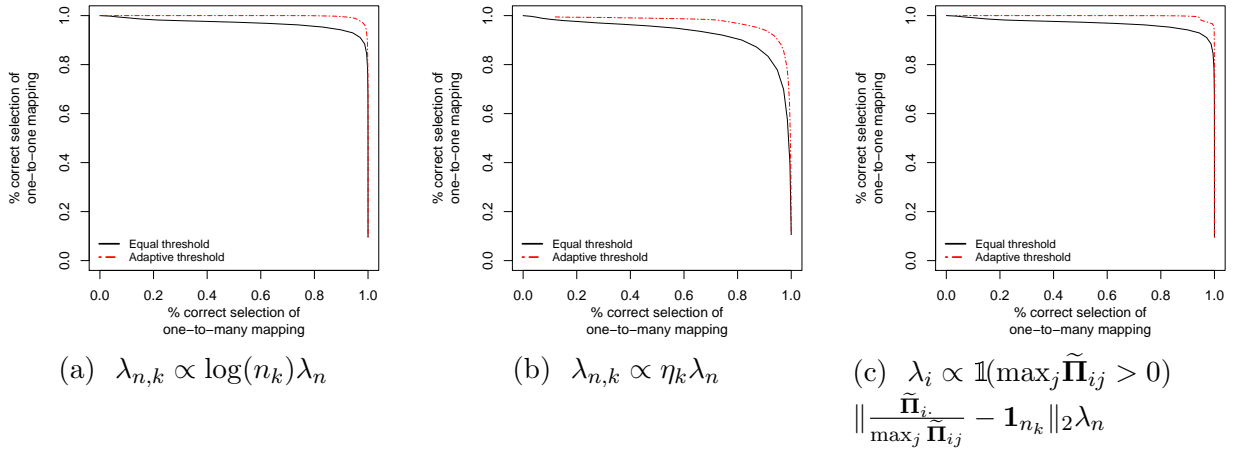 1.0
0.8
0.6
0.4
0.2
0.0
% correct selection of
one−to−one mapping
Equal threshold
Adaptive threshold
0.0 0.2 0.4 0.6 0.8 1.0
% correct selection of
one−to−many mapping
(a) λ_{n,k} ∝ log(n_k)λ_n
1.0
0.8
0.6
0.4
0.2
0.0
% correct selection of
one−to−one mapping
Equal threshold
Adaptive threshold
0.0 0.2 0.4 0.6 0.8 1.0
% correct selection of
one−to−many mapping
(b) λ_{n,k} ∝ η_kλ_n
1.0
0.8
0.6
0.4
0.2
0.0
% correct selection of
one−to−one mapping
Equal threshold
Adaptive threshold
0.0 0.2 0.4 0.6 0.8 1.0
% correct selection of
one−to−many mapping
(c) λ_i ∝ 𝟙(max_j Π̃_{ij} > 0)
‖ Π̃_{i·} / max_j Π̃_{ij} − 𝟏_{n_k}‖_2λ_n